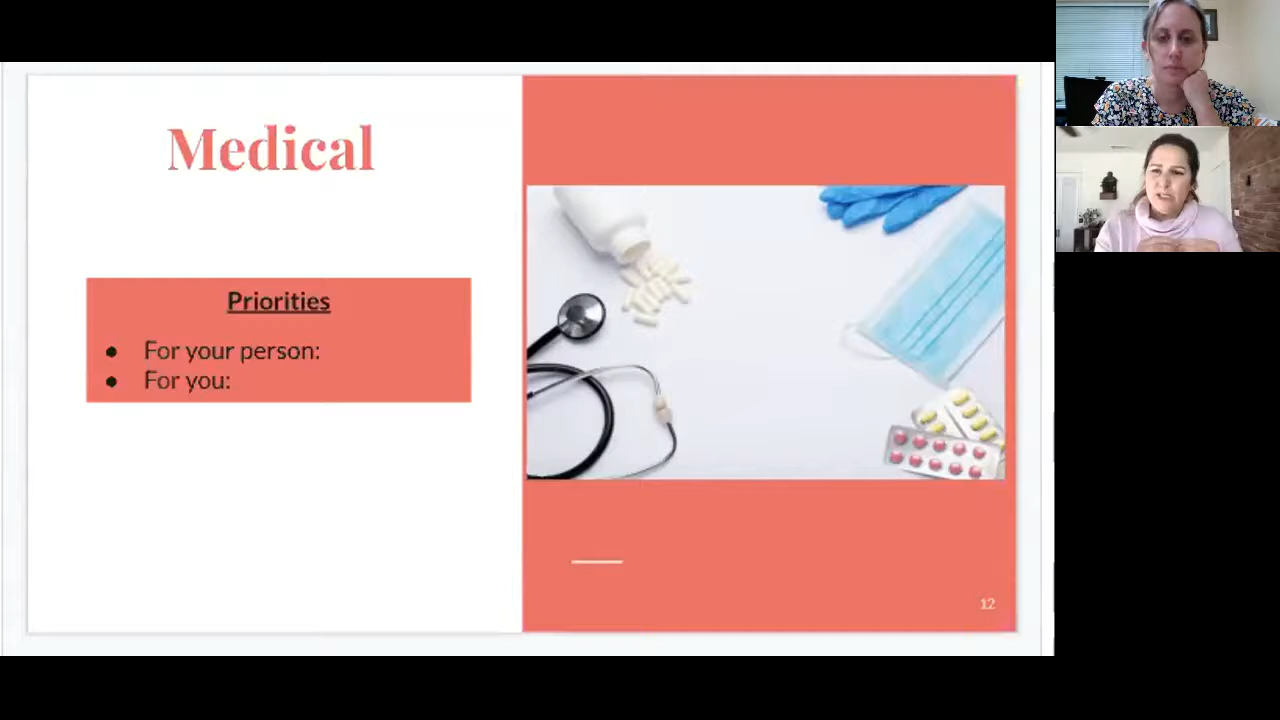 Medical
Priorities
● For your person:
● For you:
12